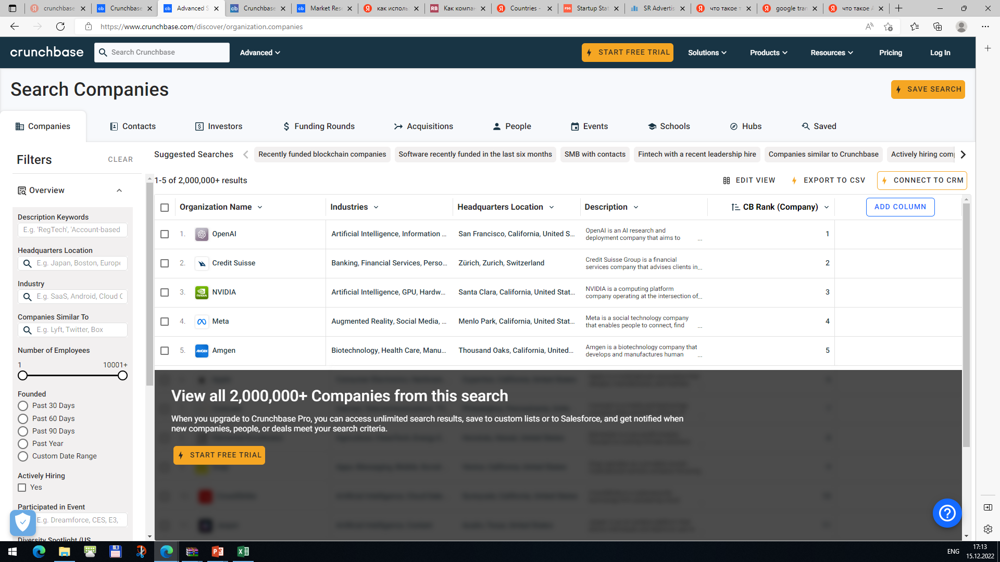 crunchbase
Crunchbase
Advanced S
Crunchbase
Market Res
как исполь
Как компан
Countries -
Startup Stat
SR Advertis
что такое т
google tran
что такое A
https://www.crunchbase.com/discover/organization.companies
crunchbase
Search Crunchbase
Advanced
START FREE TRIAL
Solutions
Products
Resources
Pricing
Log In
Search Companies
SAVE SEARCH
Companies
Contacts
Investors
Funding Rounds
Acquisitions
People
Events
Schools
Hubs
Saved
Filters
CLEAR
Suggested Searches
Recently funded blockchain companies
Software recently funded in the last six months
SMB with contacts
Fintech with a recent leadership hire
Companies similar to Crunchbase
Actively hiring com
1-5 of 2,000,000+ results
EDIT VIEW
EXPORT TO CSV
CONNECT TO CRM
Overview
Description Keywords
E.g. 'RegTech', 'Account-based
Headquarters Location
E.g. Japan, Boston, Europe
Industry
E.g. SaaS, Android, Cloud C
Companies Similar To
E.g. Lyft, Twitter, Box
Number of Employees
1 10001+
Founded
Past 30 Days
Past 60 Days
Past 90 Days
Past Year
Custom Date Range
Actively Hiring
Yes
Participated in Event
E.g. Dreamforce, CES, E3,
Diversity Spotlight (US
Organization Name Industries Headquarters Location Description CB Rank (Company) ADD COLUMN
1. OpenAI Artificial Intelligence, Information ... San Francisco, California, United S... OpenAI is an AI research and 1
deployment company that aims to ...
2. Credit Suisse Banking, Financial Services, Perso... Zürich, Zurich, Switzerland Credit Suisse Group is a financial 2
services company that advises clients in...
3. NVIDIA Artificial Intelligence, GPU, Hardw... Santa Clara, California, United Stat... NVIDIA is a computing platform 3
company operating at the intersection of...
4. Meta Augmented Reality, Social Media, ... Menlo Park, California, United Stat... Meta is a social technology company 4
that enables people to connect, find ...
5. AMGEN Amgen Biotechnology, Health Care, Manu... Thousand Oaks, California, United... Amgen is a biotechnology company that 5
develops and manufactures human ...
View all 2,000,000+ Companies from this search
When you upgrade to Crunchbase Pro, you can access unlimited search results, save to custom lists or to Salesforce, and get notified when
new companies, people, or deals meet your search criteria.
START FREE TRIAL
ENG
17:13
15.12.2022